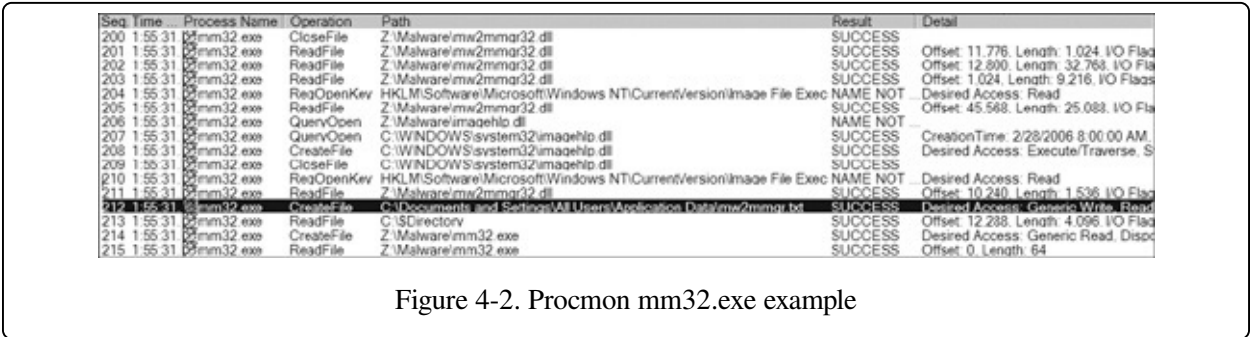 Seq Time ... Process Name Operation Path Result Detail
200 1:55:31. mm32.exe CloseFile Z:\Malware\mw2mmgr32.dll SUCCESS
201 1:55:31. mm32.exe ReadFile Z:\Malware\mw2mmgr32.dll SUCCESS Offset: 11,776, Length: 1,024, I/O Flag
202 1:55:31. mm32.exe ReadFile Z:\Malware\mw2mmgr32.dll SUCCESS Offset: 12,800, Length: 32,768, I/O Fla
203 1:55:31. mm32.exe ReadFile Z:\Malware\mw2mmgr32.dll SUCCESS Offset: 1,024, Length: 9,216, I/O Flags
204 1:55:31. mm32.exe RegOpenKey HKLM\Software\Microsoft\Windows NT\CurrentVersion\Image File Exec NAME NOT ... Desired Access: Read
205 1:55:31. mm32.exe ReadFile Z:\Malware\mw2mmgr32.dll SUCCESS Offset: 45,568, Length: 25,088, I/O Fla
206 1:55:31. mm32.exe QueryOpen Z:\Malware\imagehlp.dll NAME NOT ...
207 1:55:31. mm32.exe QueryOpen C:\WINDOWS\system32\imagehlp.dll SUCCESS CreationTime: 2/28/2006 8:00:00 AM,
208 1:55:31. mm32.exe CreateFile C:\WINDOWS\system32\imagehlp.dll SUCCESS Desired Access: Execute/Traverse, S
209 1:55:31. mm32.exe CloseFile C:\WINDOWS\system32\imagehlp.dll SUCCESS
210 1:55:31. mm32.exe RegOpenKey HKLM\Software\Microsoft\Windows NT\CurrentVersion\Image File Exec NAME NOT ... Desired Access: Read
211 1:55:31. mm32.exe ReadFile Z:\Malware\mw2mmgr32.dll SUCCESS Offset: 10,240, Length: 1,536, I/O Flag
212 1:55:31. mm32.exe CreateFile C:\Documents and Settings\All Users\Application Data\mw2mmgr.txt SUCCESS Desired Access: Generic Write, Read
213 1:55:31. mm32.exe ReadFile C:\$Directory SUCCESS Offset: 12,288, Length: 4,096, I/O Flag
214 1:55:31. mm32.exe CreateFile Z:\Malware\mm32.exe SUCCESS Desired Access: Generic Read, Dispo
215 1:55:31. mm32.exe ReadFile Z:\Malware\mm32.exe SUCCESS Offset: 0, Length: 64
Figure 4-2. Procmon mm32.exe example